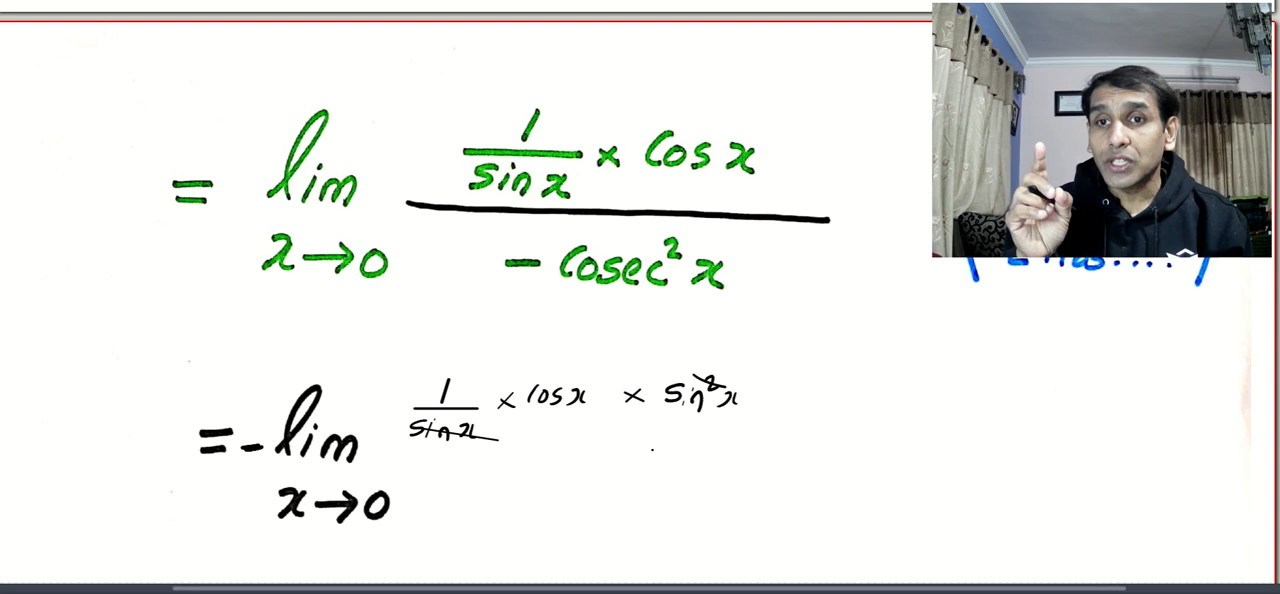 = lim x→0 (1/sin x × cos x) / (- cosec² x)
= - lim x→0 1/sin x × cos x × sin² x